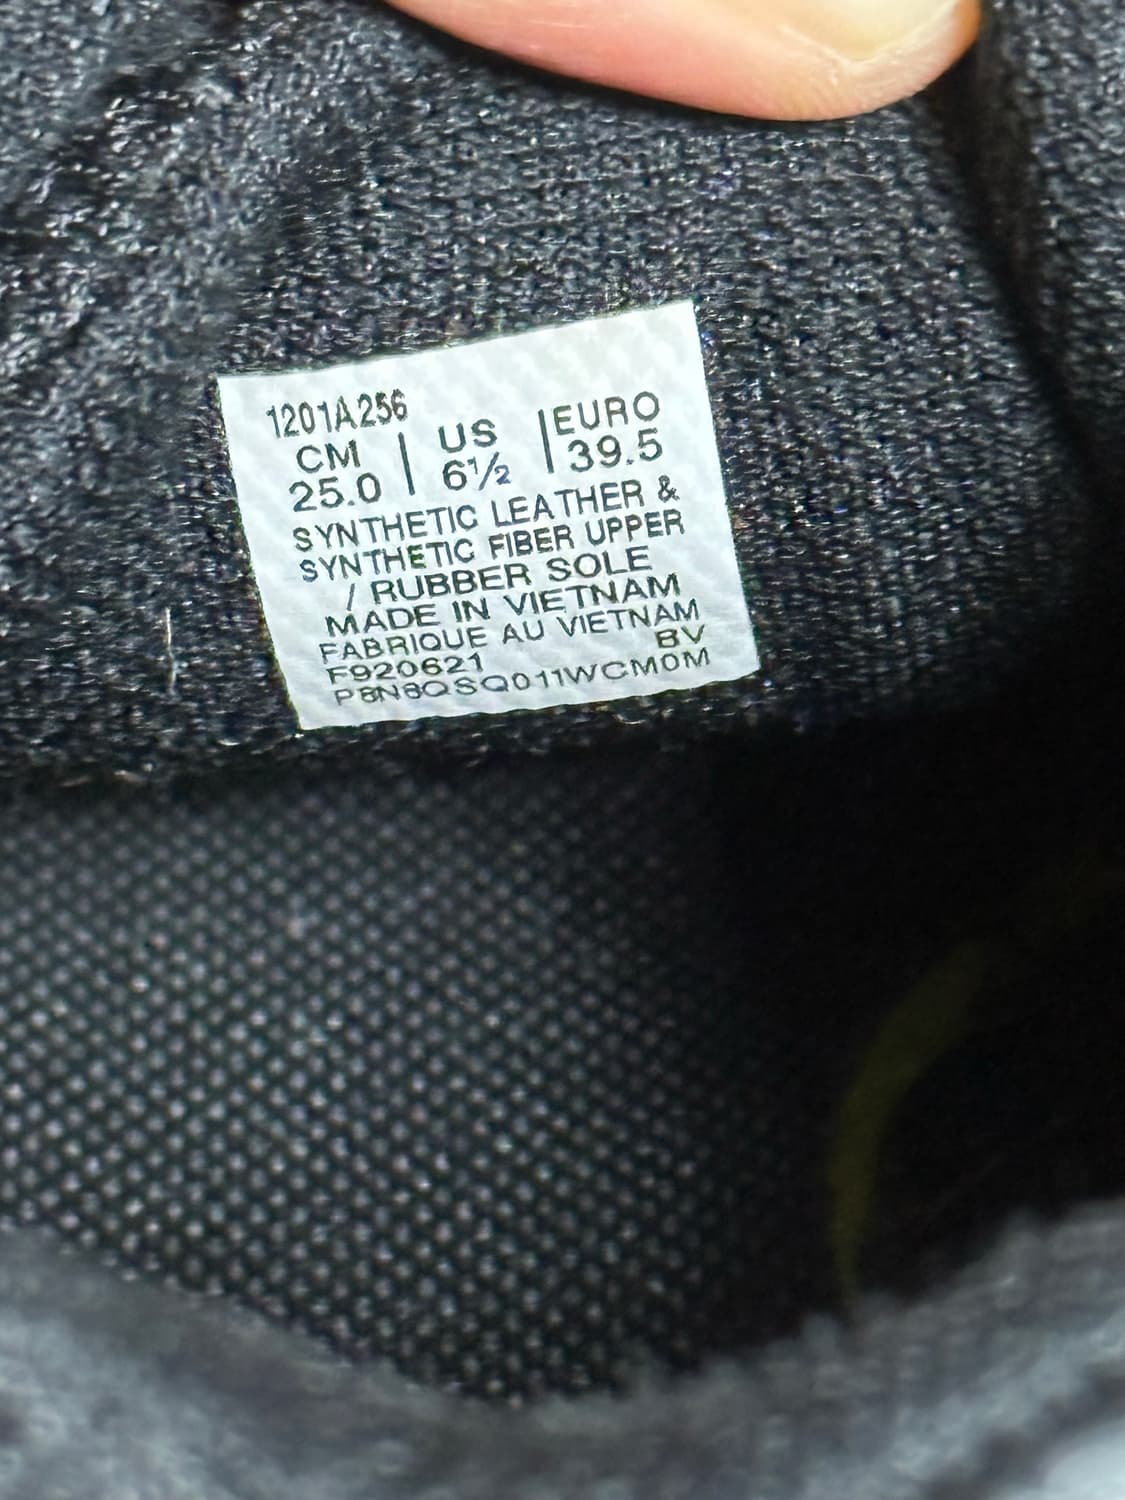 1201A256
CM | US | EURO
25.0 | 6½ | 39.5
SYNTHETIC LEATHER &
SYNTHETIC FIBER UPPER
/ RUBBER SOLE
MADE IN VIETNAM
FABRIQUE AU VIETNAM
F920621 BV
P8N8QSQ011WCM0M